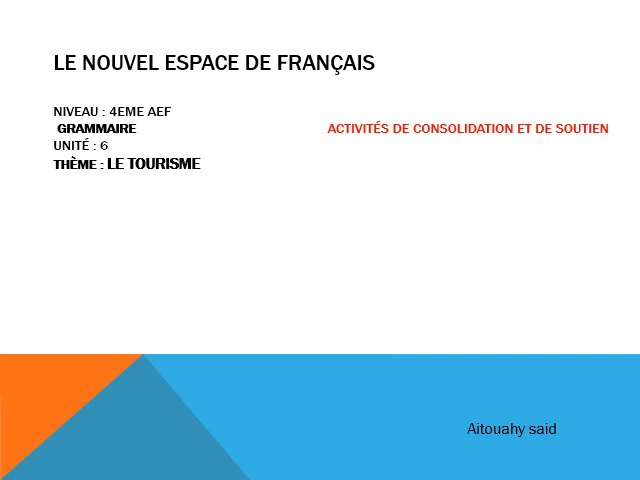 LE NOUVEL ESPACE DE FRANÇAIS
NIVEAU : 4EME AEF
GRAMMAIRE ACTIVITÉS DE CONSOLIDATION ET DE SOUTIEN
UNITÉ : 6
THÈME : LE TOURISME
Aitouahy said